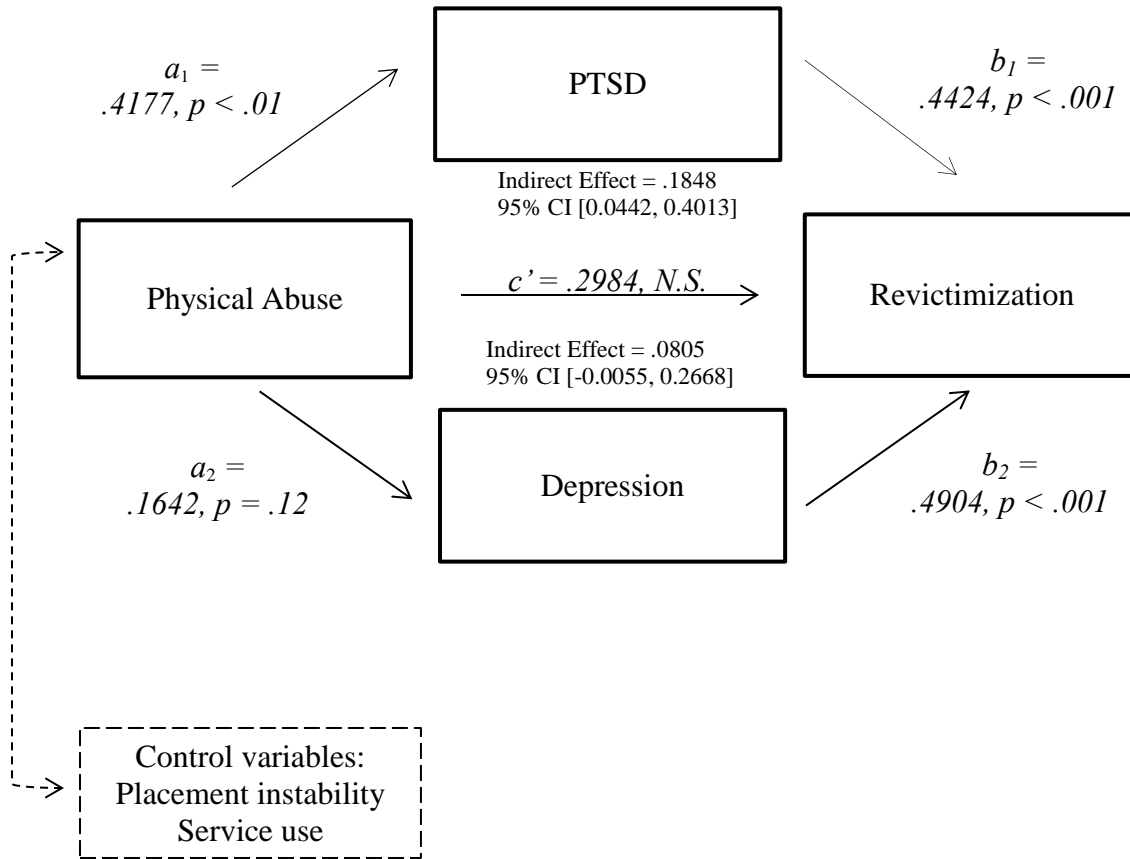 a₁ =
.4177, p < .01
PTSD
b₁ =
.4424, p < .001
Indirect Effect = .1848
95% CI [0.0442, 0.4013]
Physical Abuse
c’ = .2984, N.S.
Revictimization
Indirect Effect = .0805
95% CI [-0.0055, 0.2668]
a₂ =
.1642, p = .12
Depression
b₂ =
.4904, p < .001
Control variables:
Placement instability
Service use